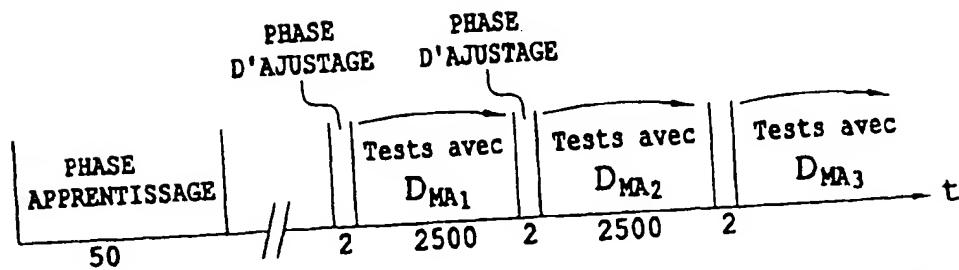 PHASE
D'AJUSTAGE
PHASE
D'AJUSTAGE
PHASE
APPRENTISSAGE
Tests avec
DMA1
Tests avec
DMA2
Tests avec
DMA3
t
50
//
2
2500
2
2500
2